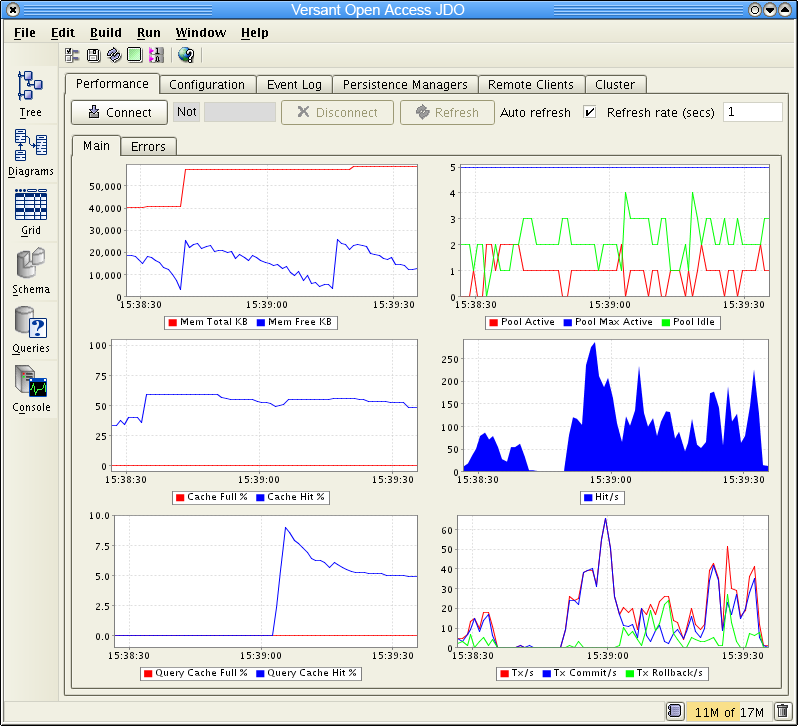 Versant Open Access JDO
File Edit Build Run Window Help
Tree
Diagrams
Grid
Schema
Queries
Console
Performance Configuration Event Log Persistence Managers Remote Clients Cluster
Connect Not Disconnect Refresh Auto refresh Refresh rate (secs) 1
Main Errors
50,000
40,000
30,000
20,000
10,000
0
15:38:30 15:39:00 15:39:30
Mem Total KB Mem Free KB
5
4
3
2
1
0
15:38:30 15:39:00 15:39:30
Pool Active Pool Max Active Pool Idle
100
75
50
25
0
15:38:30 15:39:00 15:39:30
Cache Full % Cache Hit %
250
200
150
100
50
0
15:38:30 15:39:00 15:39:30
Hit/s
10.0
7.5
5.0
2.5
0.0
15:38:30 15:39:00 15:39:30
Query Cache Full % Query Cache Hit %
60
50
40
30
20
10
0
15:38:30 15:39:00 15:39:30
Tx/s Tx Commit/s Tx Rollback/s
11M of 17M